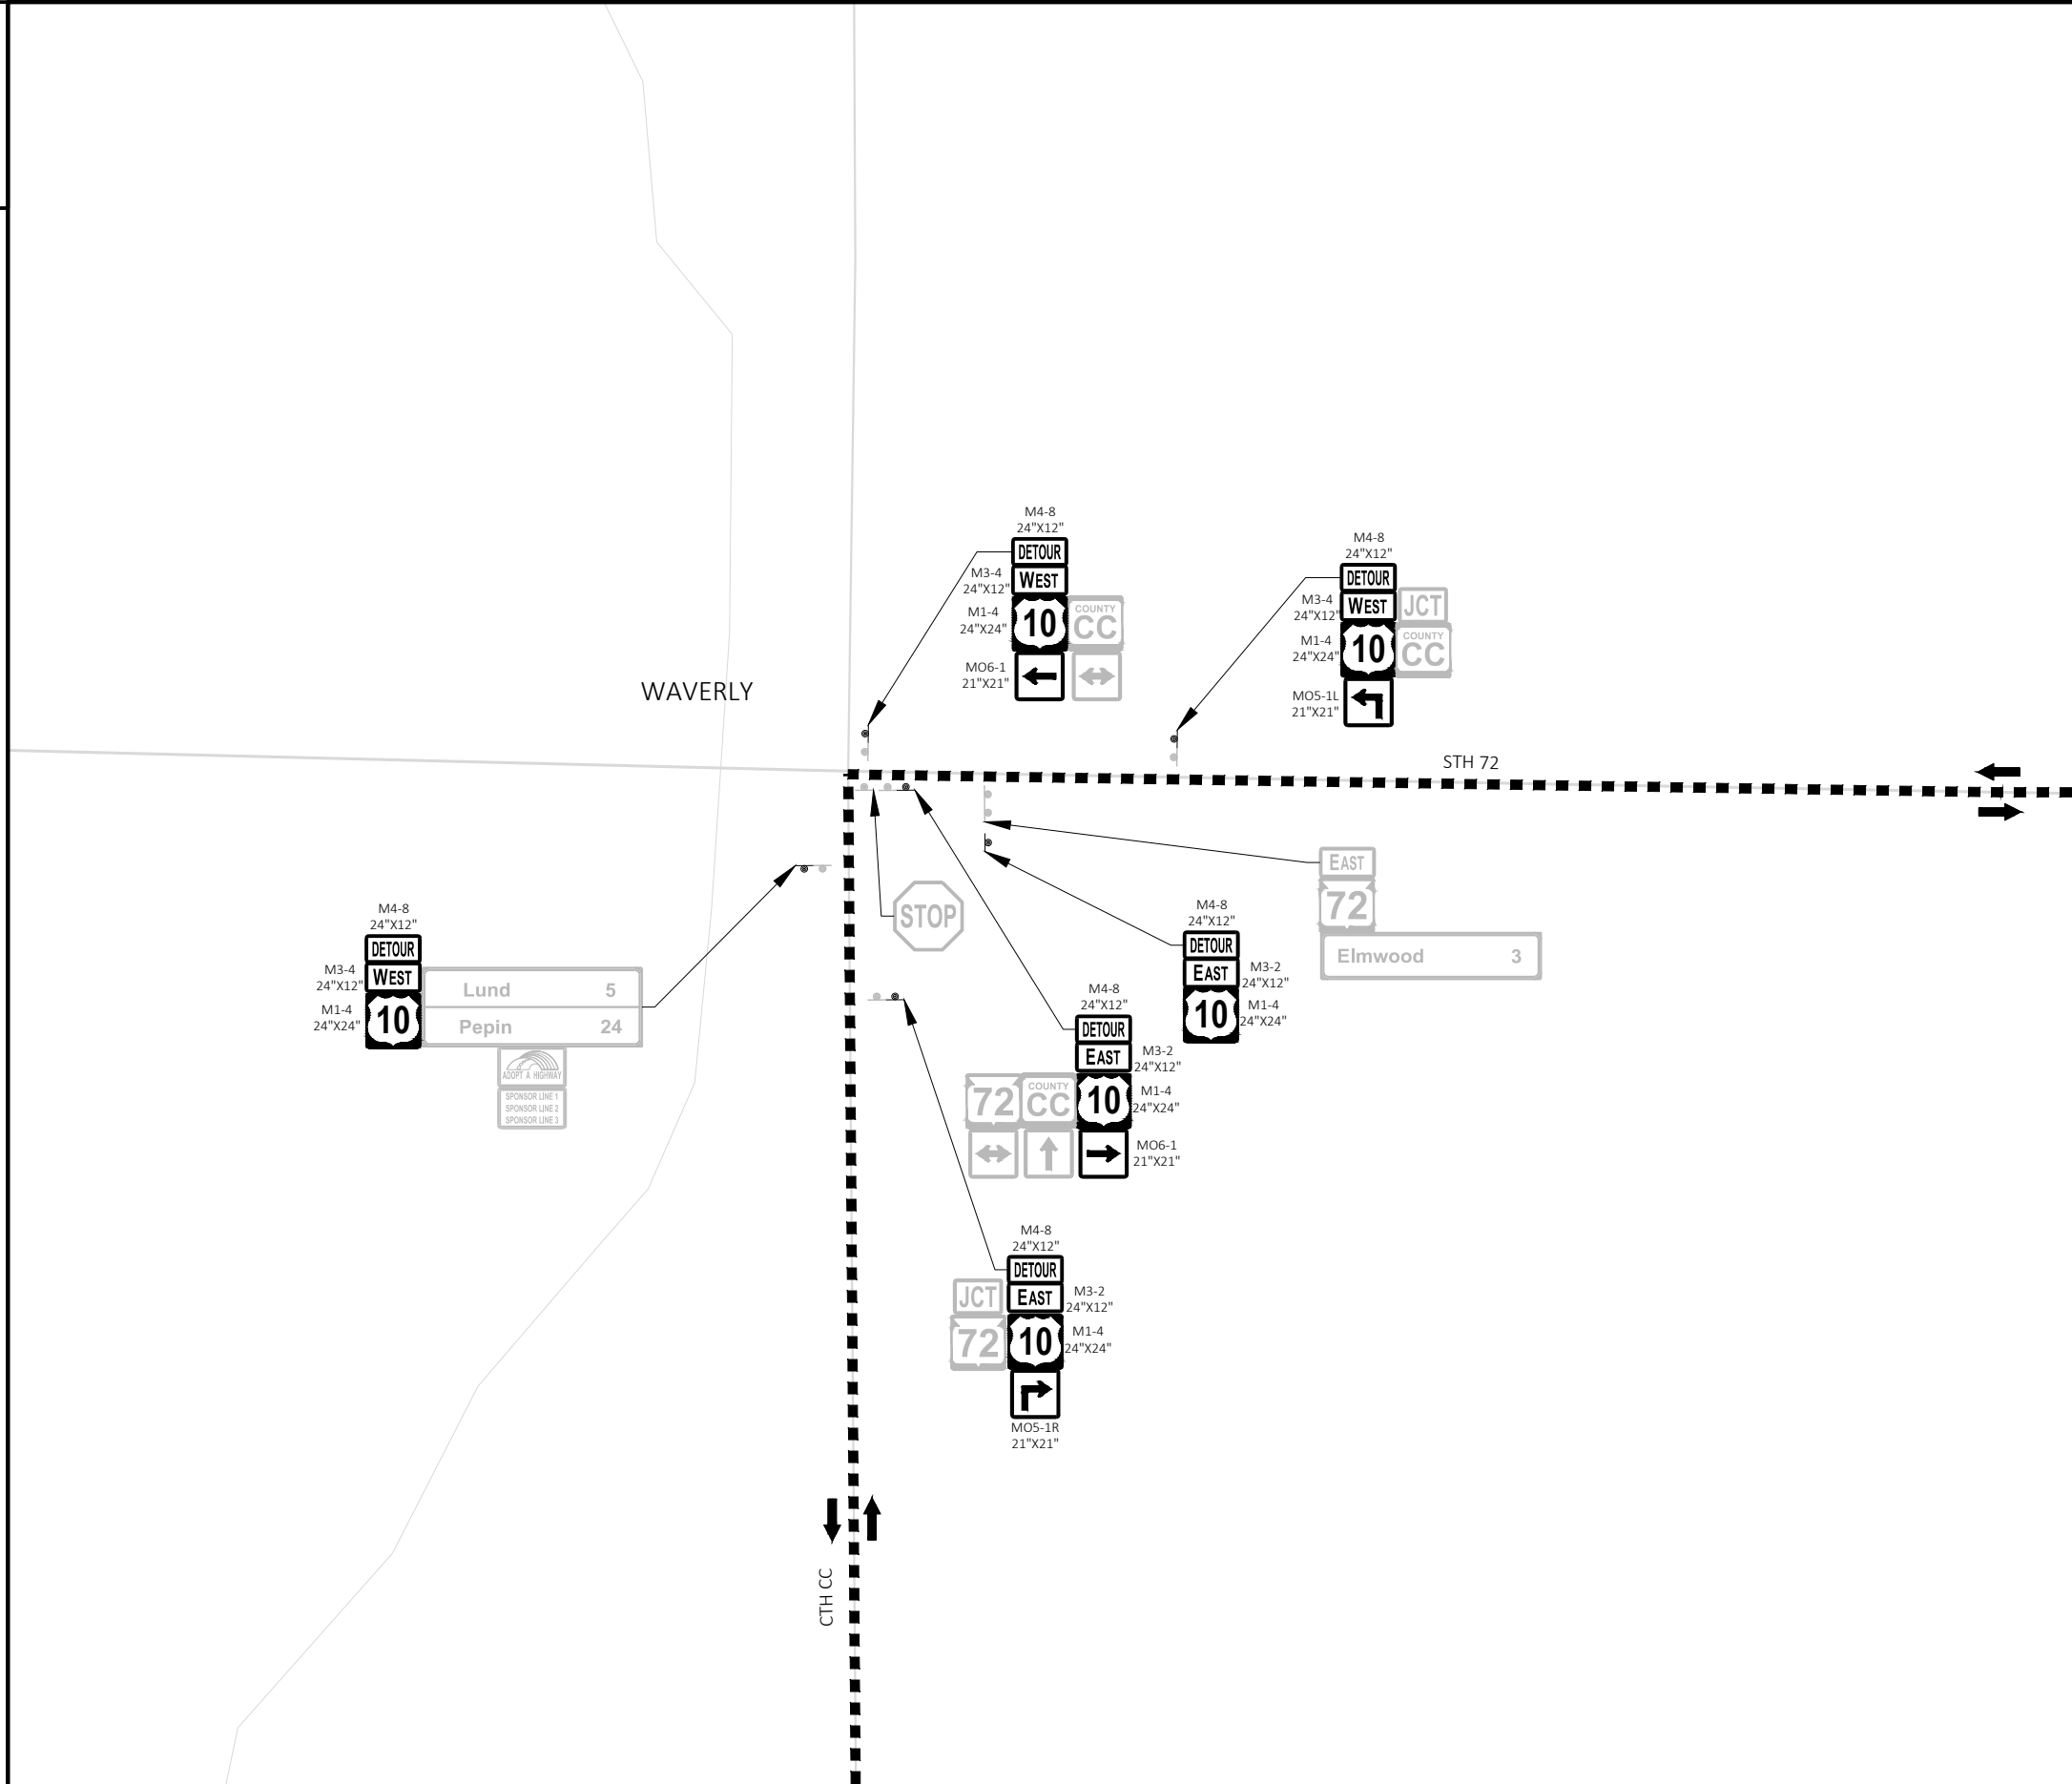 M4-8
24"X12"
DETOUR
M3-4
24"X12"
WEST
M1-4
24"X24"
10
COUNTY
CC
MO6-1
21"X21"
M4-8
24"X12"
DETOUR
M3-4
24"X12"
WEST
JCT
M1-4
24"X24"
10
COUNTY
CC
MO5-1L
21"X21"
WAVERLY
STH 72
STOP
EAST
72
Elmwood 3
M4-8
24"X12"
DETOUR
M3-4
24"X12"
WEST
M1-4
24"X24"
10
Lund 5
Pepin 24
ADOPT A HIGHWAY
SPONSOR LINE 1
SPONSOR LINE 2
SPONSOR LINE 3
M4-8
24"X12"
DETOUR
EAST
M3-2
24"X12"
10
M1-4
24"X24"
M4-8
24"X12"
DETOUR
EAST
M3-2
24"X12"
72
COUNTY
CC
10
M1-4
24"X24"
MO6-1
21"X21"
M4-8
24"X12"
DETOUR
JCT
EAST
M3-2
24"X12"
72
10
M1-4
24"X24"
MO5-1R
21"X21"
CTH CC